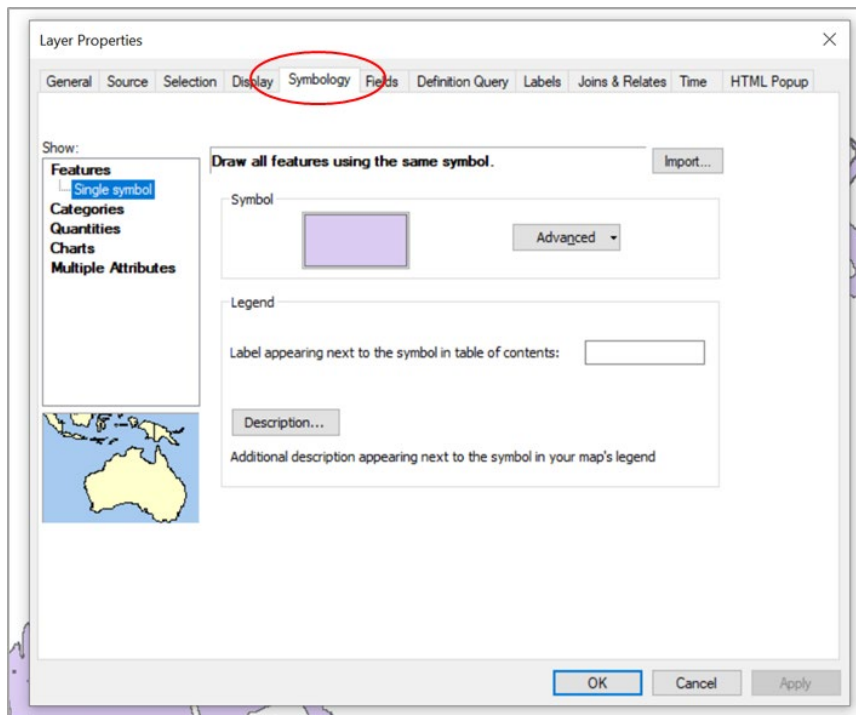 Layer Properties
General Source Selection Display Symbology Fields Definition Query Labels Joins & Relates Time HTML Popup
Show:
Features
Single symbol
Categories
Quantities
Charts
Multiple Attributes
Draw all features using the same symbol.
Import...
Symbol
Advanced
Legend
Label appearing next to the symbol in table of contents:
Description...
Additional description appearing next to the symbol in your map's legend
OK Cancel Apply